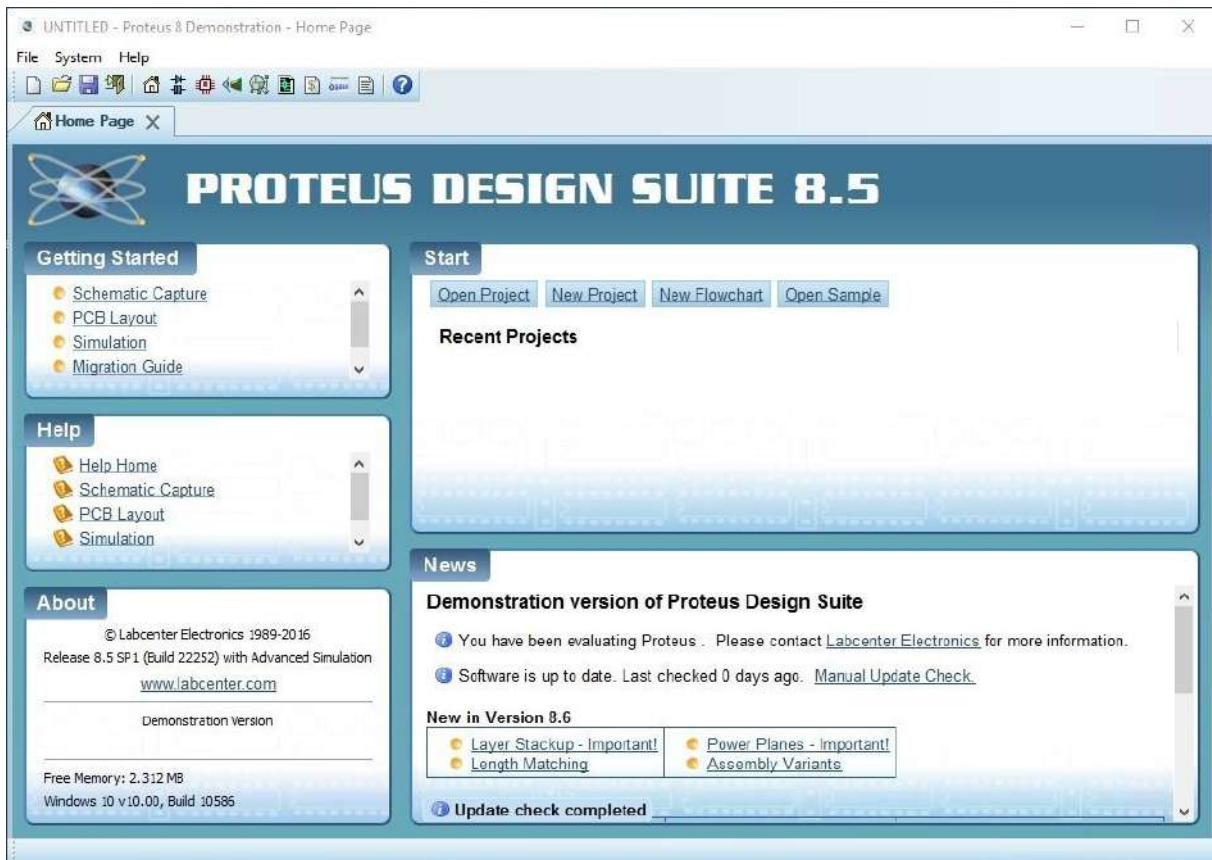 UNTITLED - Proteus 8 Demonstration - Home Page
File System Help
Home Page
PROTEUS DESIGN SUITE 8.5
Getting Started
Schematic Capture
PCB Layout
Simulation
Migration Guide
Help
Help Home
Schematic Capture
PCB Layout
Simulation
About
© Labcenter Electronics 1989-2016
Release 8.5 SP1 (Build 22252) with Advanced Simulation
www.labcenter.com
Demonstration Version
Free Memory: 2.312 MB
Windows 10 v10.00, Build 10586
Start
Open Project New Project New Flowchart Open Sample
Recent Projects
News
Demonstration version of Proteus Design Suite
You have been evaluating Proteus . Please contact Labcenter Electronics for more information.
Software is up to date. Last checked 0 days ago. Manual Update Check.
New in Version 8.6
Layer Stackup - Important! Power Planes - Important!
Length Matching Assembly Variants
Update check completed